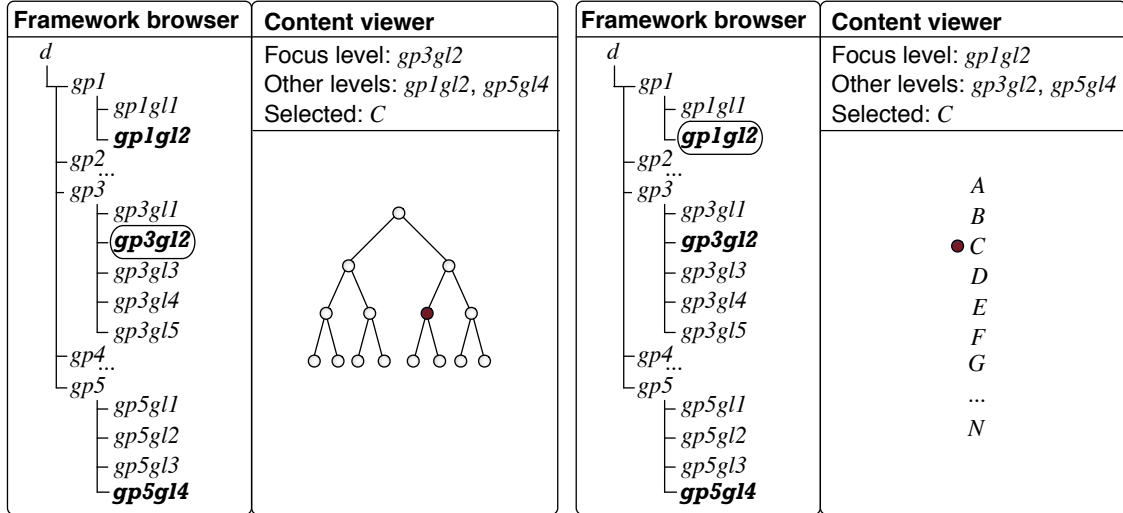 Framework browser
d
gp1
gp1gl1
gp1gl2
gp2
...
gp3
gp3gl1
gp3gl2
gp3gl3
gp3gl4
gp3gl5
gp4
...
gp5
gp5gl1
gp5gl2
gp5gl3
gp5gl4
Content viewer
Focus level: gp3gl2
Other levels: gp1gl2, gp5gl4
Selected: C
Framework browser
d
gp1
gp1gl1
gp1gl2
gp2
...
gp3
gp3gl1
gp3gl2
gp3gl3
gp3gl4
gp3gl5
gp4
...
gp5
gp5gl1
gp5gl2
gp5gl3
gp5gl4
Content viewer
Focus level: gp1gl2
Other levels: gp3gl2, gp5gl4
Selected: C
A
B
C
D
E
F
G
...
N